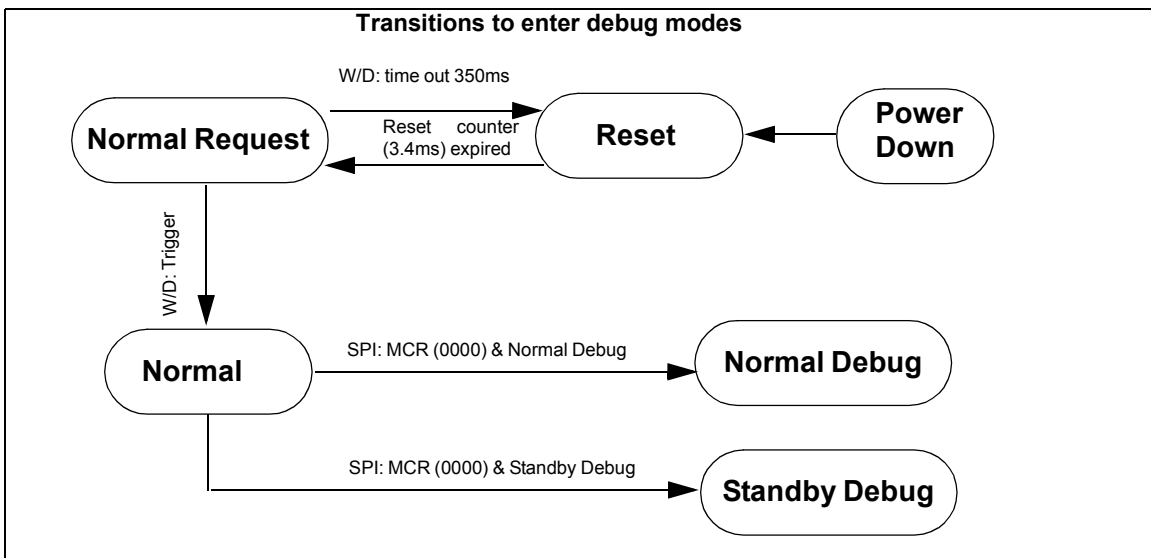 Transitions to enter debug modes
W/D: time out 350ms
Normal Request
Reset counter
(3.4ms) expired
Reset
Power
Down
W/D: Trigger
Normal
SPI: MCR (0000) & Normal Debug
Normal Debug
SPI: MCR (0000) & Standby Debug
Standby Debug